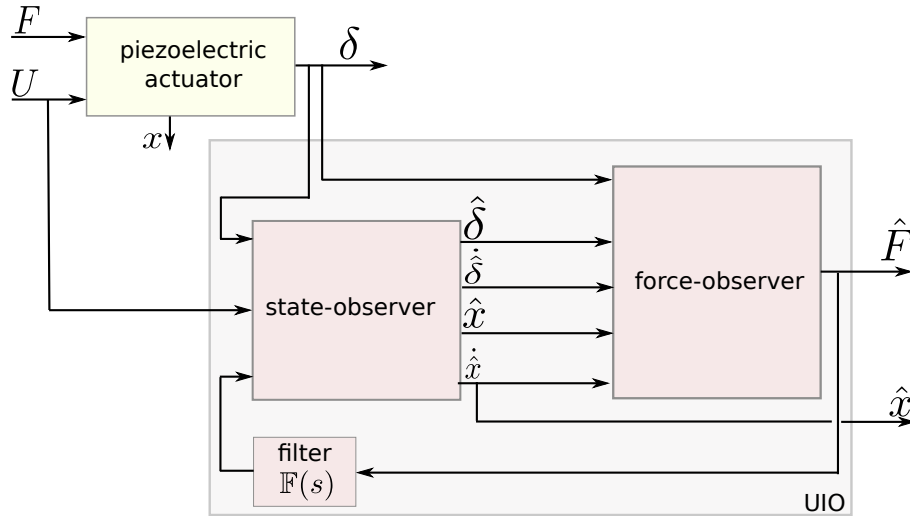 F
piezoelectric
actuator
δ
U
x
δ̂
δ̂̇
x̂
x̂̇
state-observer
force-observer
F̂
x̂
filter
𝔽(s)
UIO